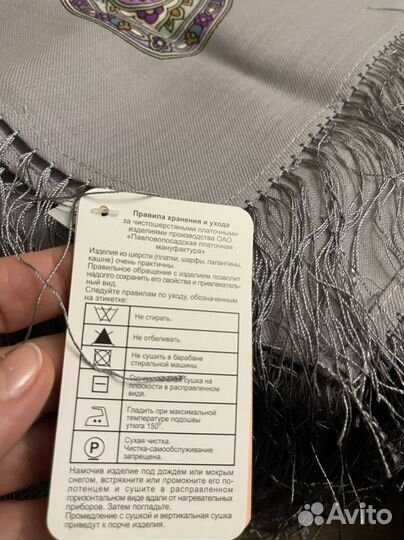 Правила хранения и ухода
за чистошерстяными платочными
изделиями производства ОАО
«Павловопосадская платочная
мануфактура»
Изделия из шерсти (платки, шарфы, палантины,
кашне) очень практичны.
Правильное обращение с изделием позволит
надолго сохранить его свойства и привлекатель-
ный вид.
Следуйте правилам по уходу, обозначенным
на этикетке:
Не стирать.
Не отбеливать.
Не сушить в барабане
стиральной машины.
Горизонтальная сушка на
плоскости в расправленном
виде.
Гладить при максимальной
температуре подошвы
утюга 150°.
P
Сухая чистка.
Чистка-самообслуживание
запрещена.
Намочив изделие под дождем или мокрым
снегом, встряхните или промокните его по-
лотенцем и сушите в расправленном
горизонтальном виде вдали от нагревательных
приборов. Затем погладьте.
Промедление с сушкой и вертикальная сушка
приведут к порче изделия.
Avito